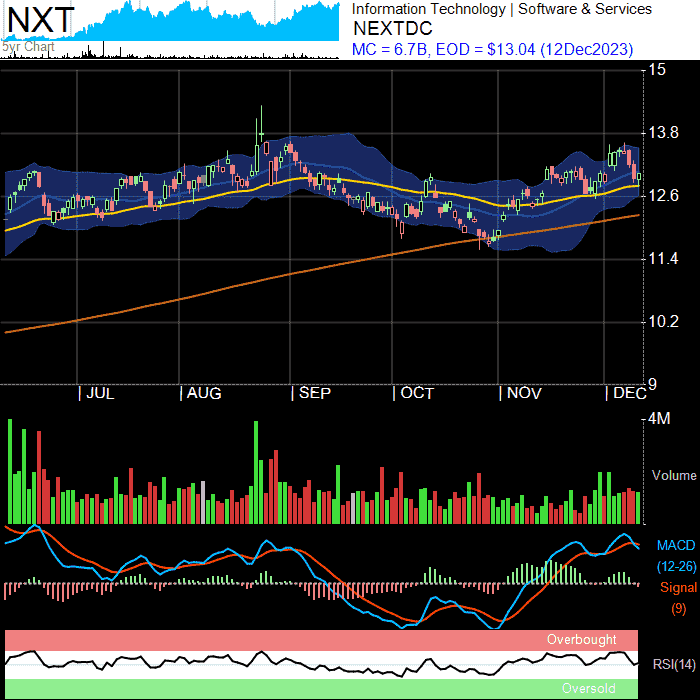 NXT
5yr Chart
Information Technology | Software & Services
NEXTDC
MC = 6.7B, EOD = $13.04 (12Dec2023)
15
13.8
12.6
11.4
10.2
9
| JUL | AUG | SEP | OCT | NOV | DEC
4M
Volume
MACD
(12-26)
Signal
(9)
Overbought
RSI(14)
Oversold